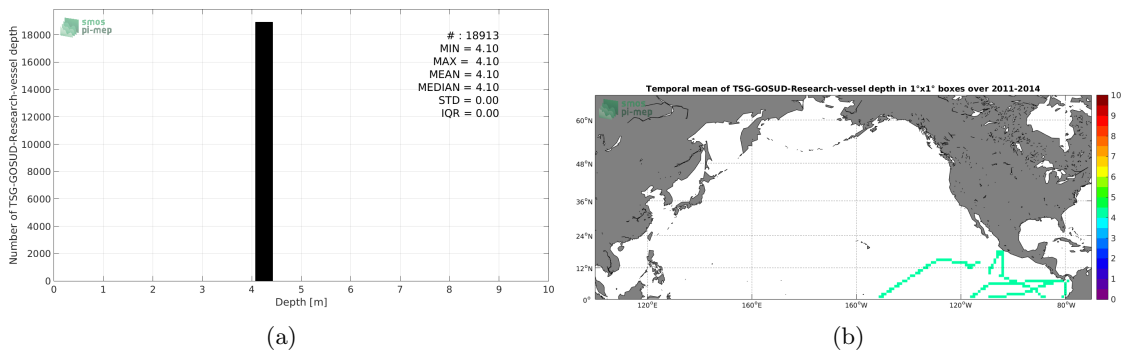 smos
pi-mep
# : 18913
MIN = 4.10
MAX = 4.10
MEAN = 4.10
MEDIAN = 4.10
STD = 0.00
IQR = 0.00
Number of TSG-GOSUD-Research-vessel depth
18000
16000
14000
12000
10000
8000
6000
4000
2000
0
0 1 2 3 4 5 6 7 8 9 10
Depth [m]
(a)
Temporal mean of TSG-GOSUD-Research-vessel depth in 1°x1° boxes over 2011-2014
smos
pi-mep
60°N
48°N
36°N
24°N
12°N
0°
120°E 160°E 160°W 120°W 80°W
10
9
8
7
6
5
4
3
2
1
0
(b)